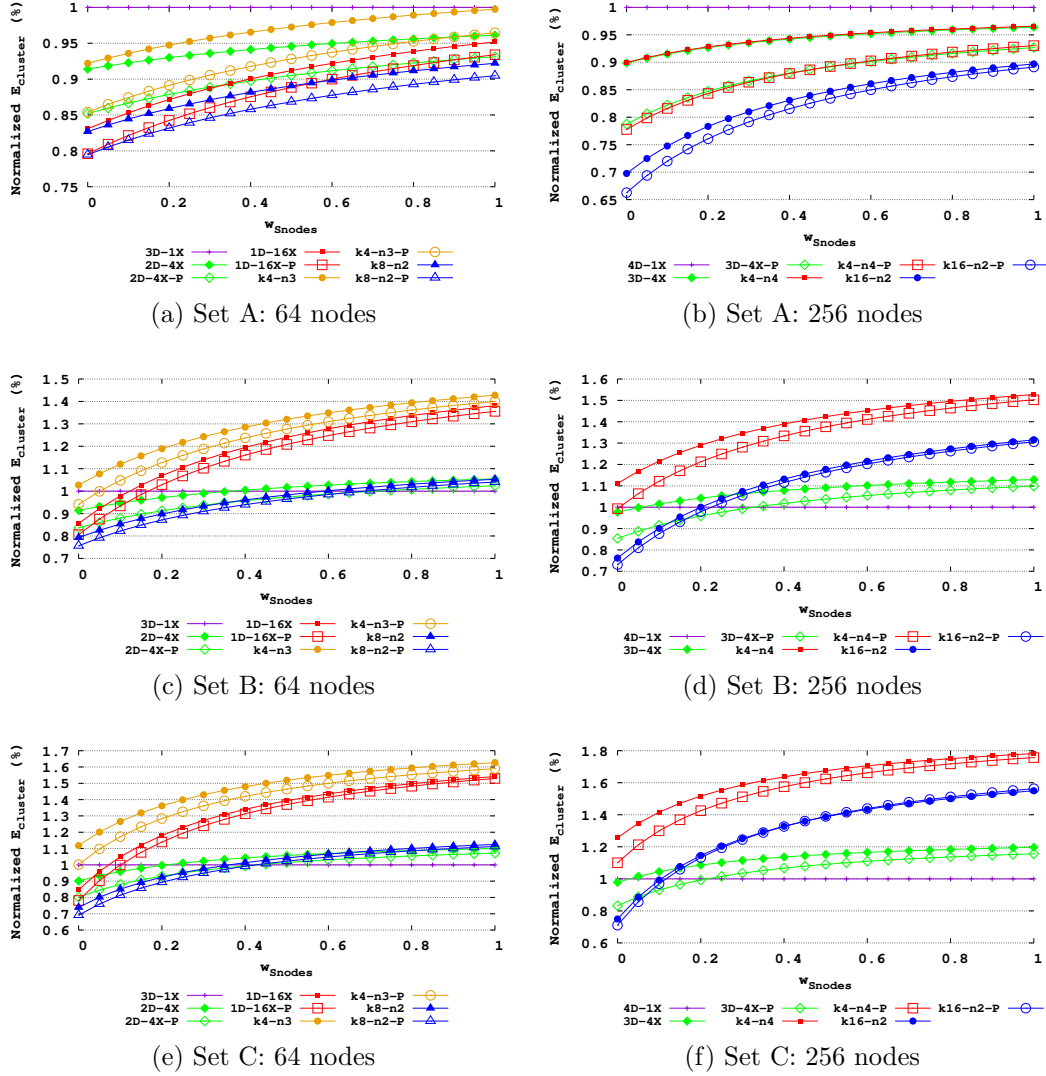 1
0.95
0.9
0.85
0.8
0.75
0 0.2 0.4 0.6 0.8 1
Normalized E_cluster (%)
w_Snodes
3D-1X 1D-16X k4-n3-P
2D-4X 1D-16X-P k8-n2
2D-4X-P k4-n3 k8-n2-P
(a) Set A: 64 nodes
1
0.95
0.9
0.85
0.8
0.75
0.7
0.65
0 0.2 0.4 0.6 0.8 1
Normalized E_cluster (%)
w_Snodes
4D-1X 3D-4X-P k4-n4-P k16-n2-P
3D-4X k4-n4 k16-n2
(b) Set A: 256 nodes
1.5
1.4
1.3
1.2
1.1
1
0.9
0.8
0.7
0 0.2 0.4 0.6 0.8 1
Normalized E_cluster (%)
w_Snodes
3D-1X 1D-16X k4-n3-P
2D-4X 1D-16X-P k8-n2
2D-4X-P k4-n3 k8-n2-P
(c) Set B: 64 nodes
1.6
1.5
1.4
1.3
1.2
1.1
1
0.9
0.8
0.7
0 0.2 0.4 0.6 0.8 1
Normalized E_cluster (%)
w_Snodes
4D-1X 3D-4X-P k4-n4-P k16-n2-P
3D-4X k4-n4 k16-n2
(d) Set B: 256 nodes
1.7
1.6
1.5
1.4
1.3
1.2
1.1
1
0.9
0.8
0.7
0.6
0 0.2 0.4 0.6 0.8 1
Normalized E_cluster (%)
w_Snodes
3D-1X 1D-16X k4-n3-P
2D-4X 1D-16X-P k8-n2
2D-4X-P k4-n3 k8-n2-P
(e) Set C: 64 nodes
1.8
1.6
1.4
1.2
1
0.8
0.6
0 0.2 0.4 0.6 0.8 1
Normalized E_cluster (%)
w_Snodes
4D-1X 3D-4X-P k4-n4-P k16-n2-P
3D-4X k4-n4 k16-n2
(f) Set C: 256 nodes